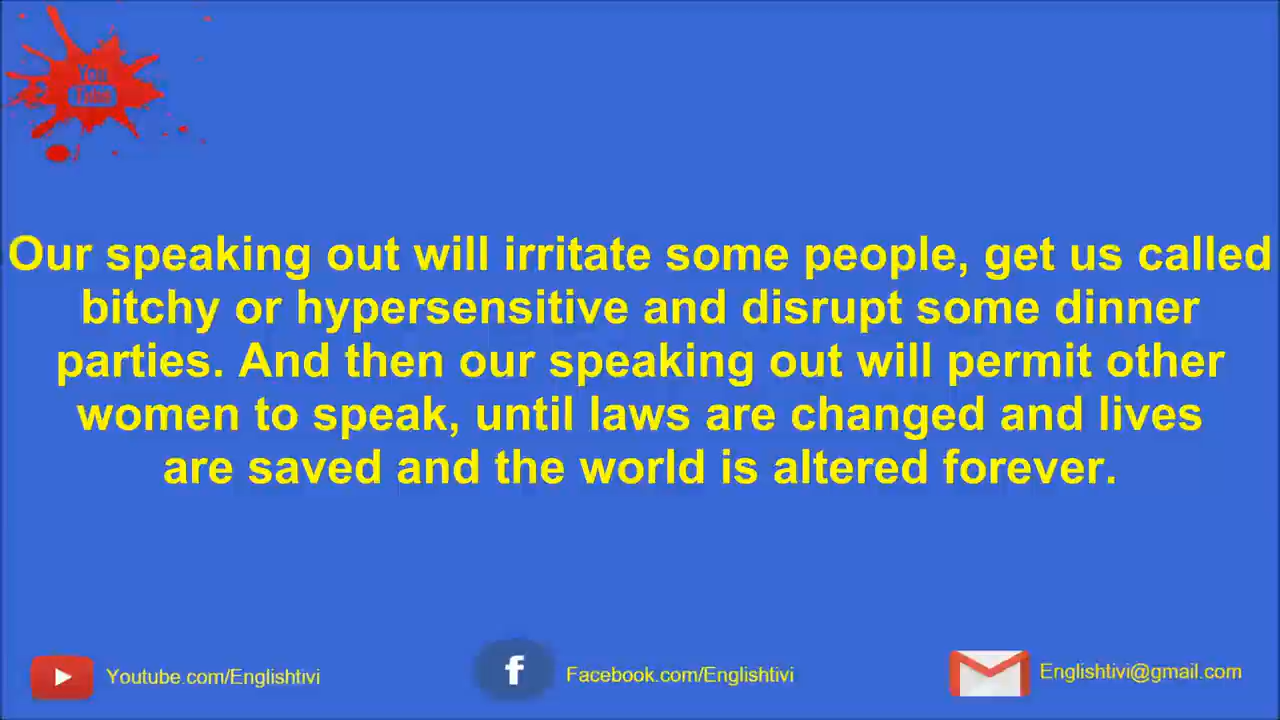 You
Tube
Our speaking out will irritate some people, get us called
bitchy or hypersensitive and disrupt some dinner
parties. And then our speaking out will permit other
women to speak, until laws are changed and lives
are saved and the world is altered forever.
Youtube.com/Englishtivi
f
Facebook.com/Englishtivi
Englishtivi@gmail.com